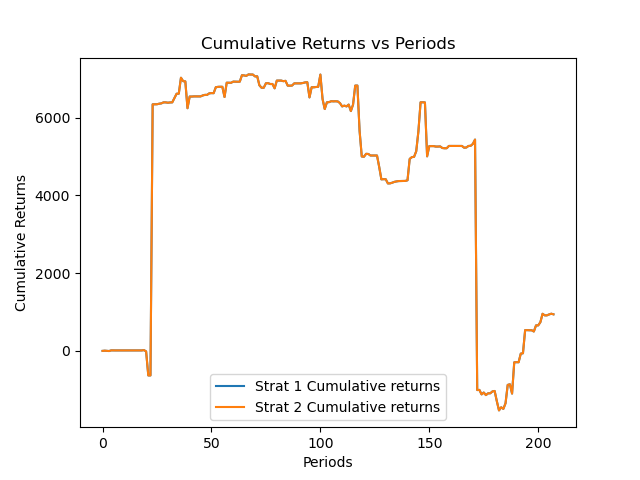 Cumulative Returns vs Periods
Cumulative Returns
6000
4000
2000
0
Strat 1 Cumulative returns
Strat 2 Cumulative returns
0 50 100 150 200
Periods